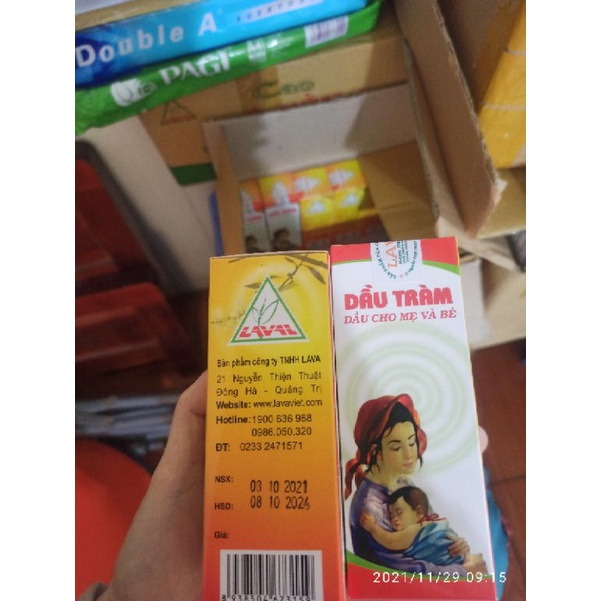 Double A
PAGI
LAVAL
Sản phẩm công ty TNHH LAVA
21 Nguyễn Thiện Thuật
Đông Hà - Quảng Trị
Website: www.lavaviet.com
Hotline: 1900 636 988
0986.050.320
ĐT: 0233 2471571
NSX: 03 10 2021
HSD: 08 10 2024
Giá:
DẦU TRÀM
DẦU CHO MẸ VÀ BÉ
2021/11/29 09:15